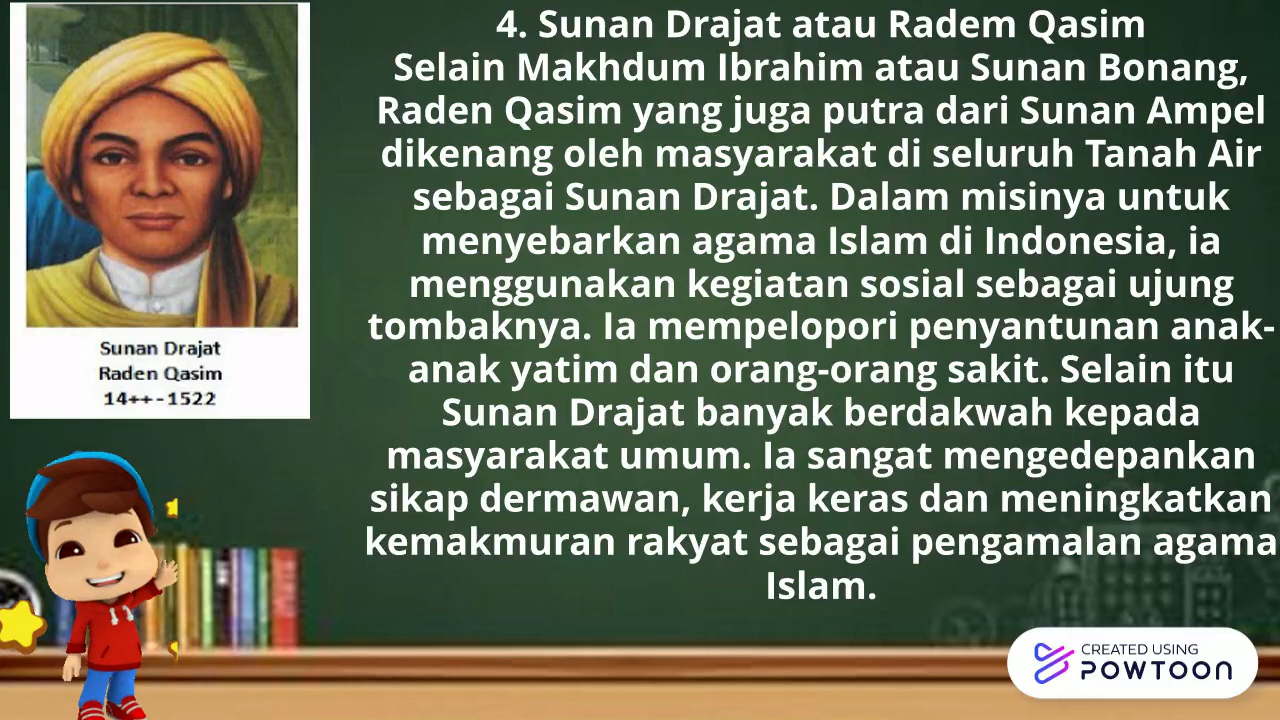 4. Sunan Drajat atau Radem Qasim
Selain Makhdum Ibrahim atau Sunan Bonang,
Raden Qasim yang juga putra dari Sunan Ampel
dikenang oleh masyarakat di seluruh Tanah Air
sebagai Sunan Drajat. Dalam misinya untuk
menyebarkan agama Islam di Indonesia, ia
menggunakan kegiatan sosial sebagai ujung
tombaknya. Ia mempelopori penyantunan anak-
anak yatim dan orang-orang sakit. Selain itu
Sunan Drajat banyak berdakwah kepada
masyarakat umum. Ia sangat mengedepankan
sikap dermawan, kerja keras dan meningkatkan
kemakmuran rakyat sebagai pengamalan agama
Islam.
Sunan Drajat
Raden Qasim
14++-1522
CREATED USING
POWTOON